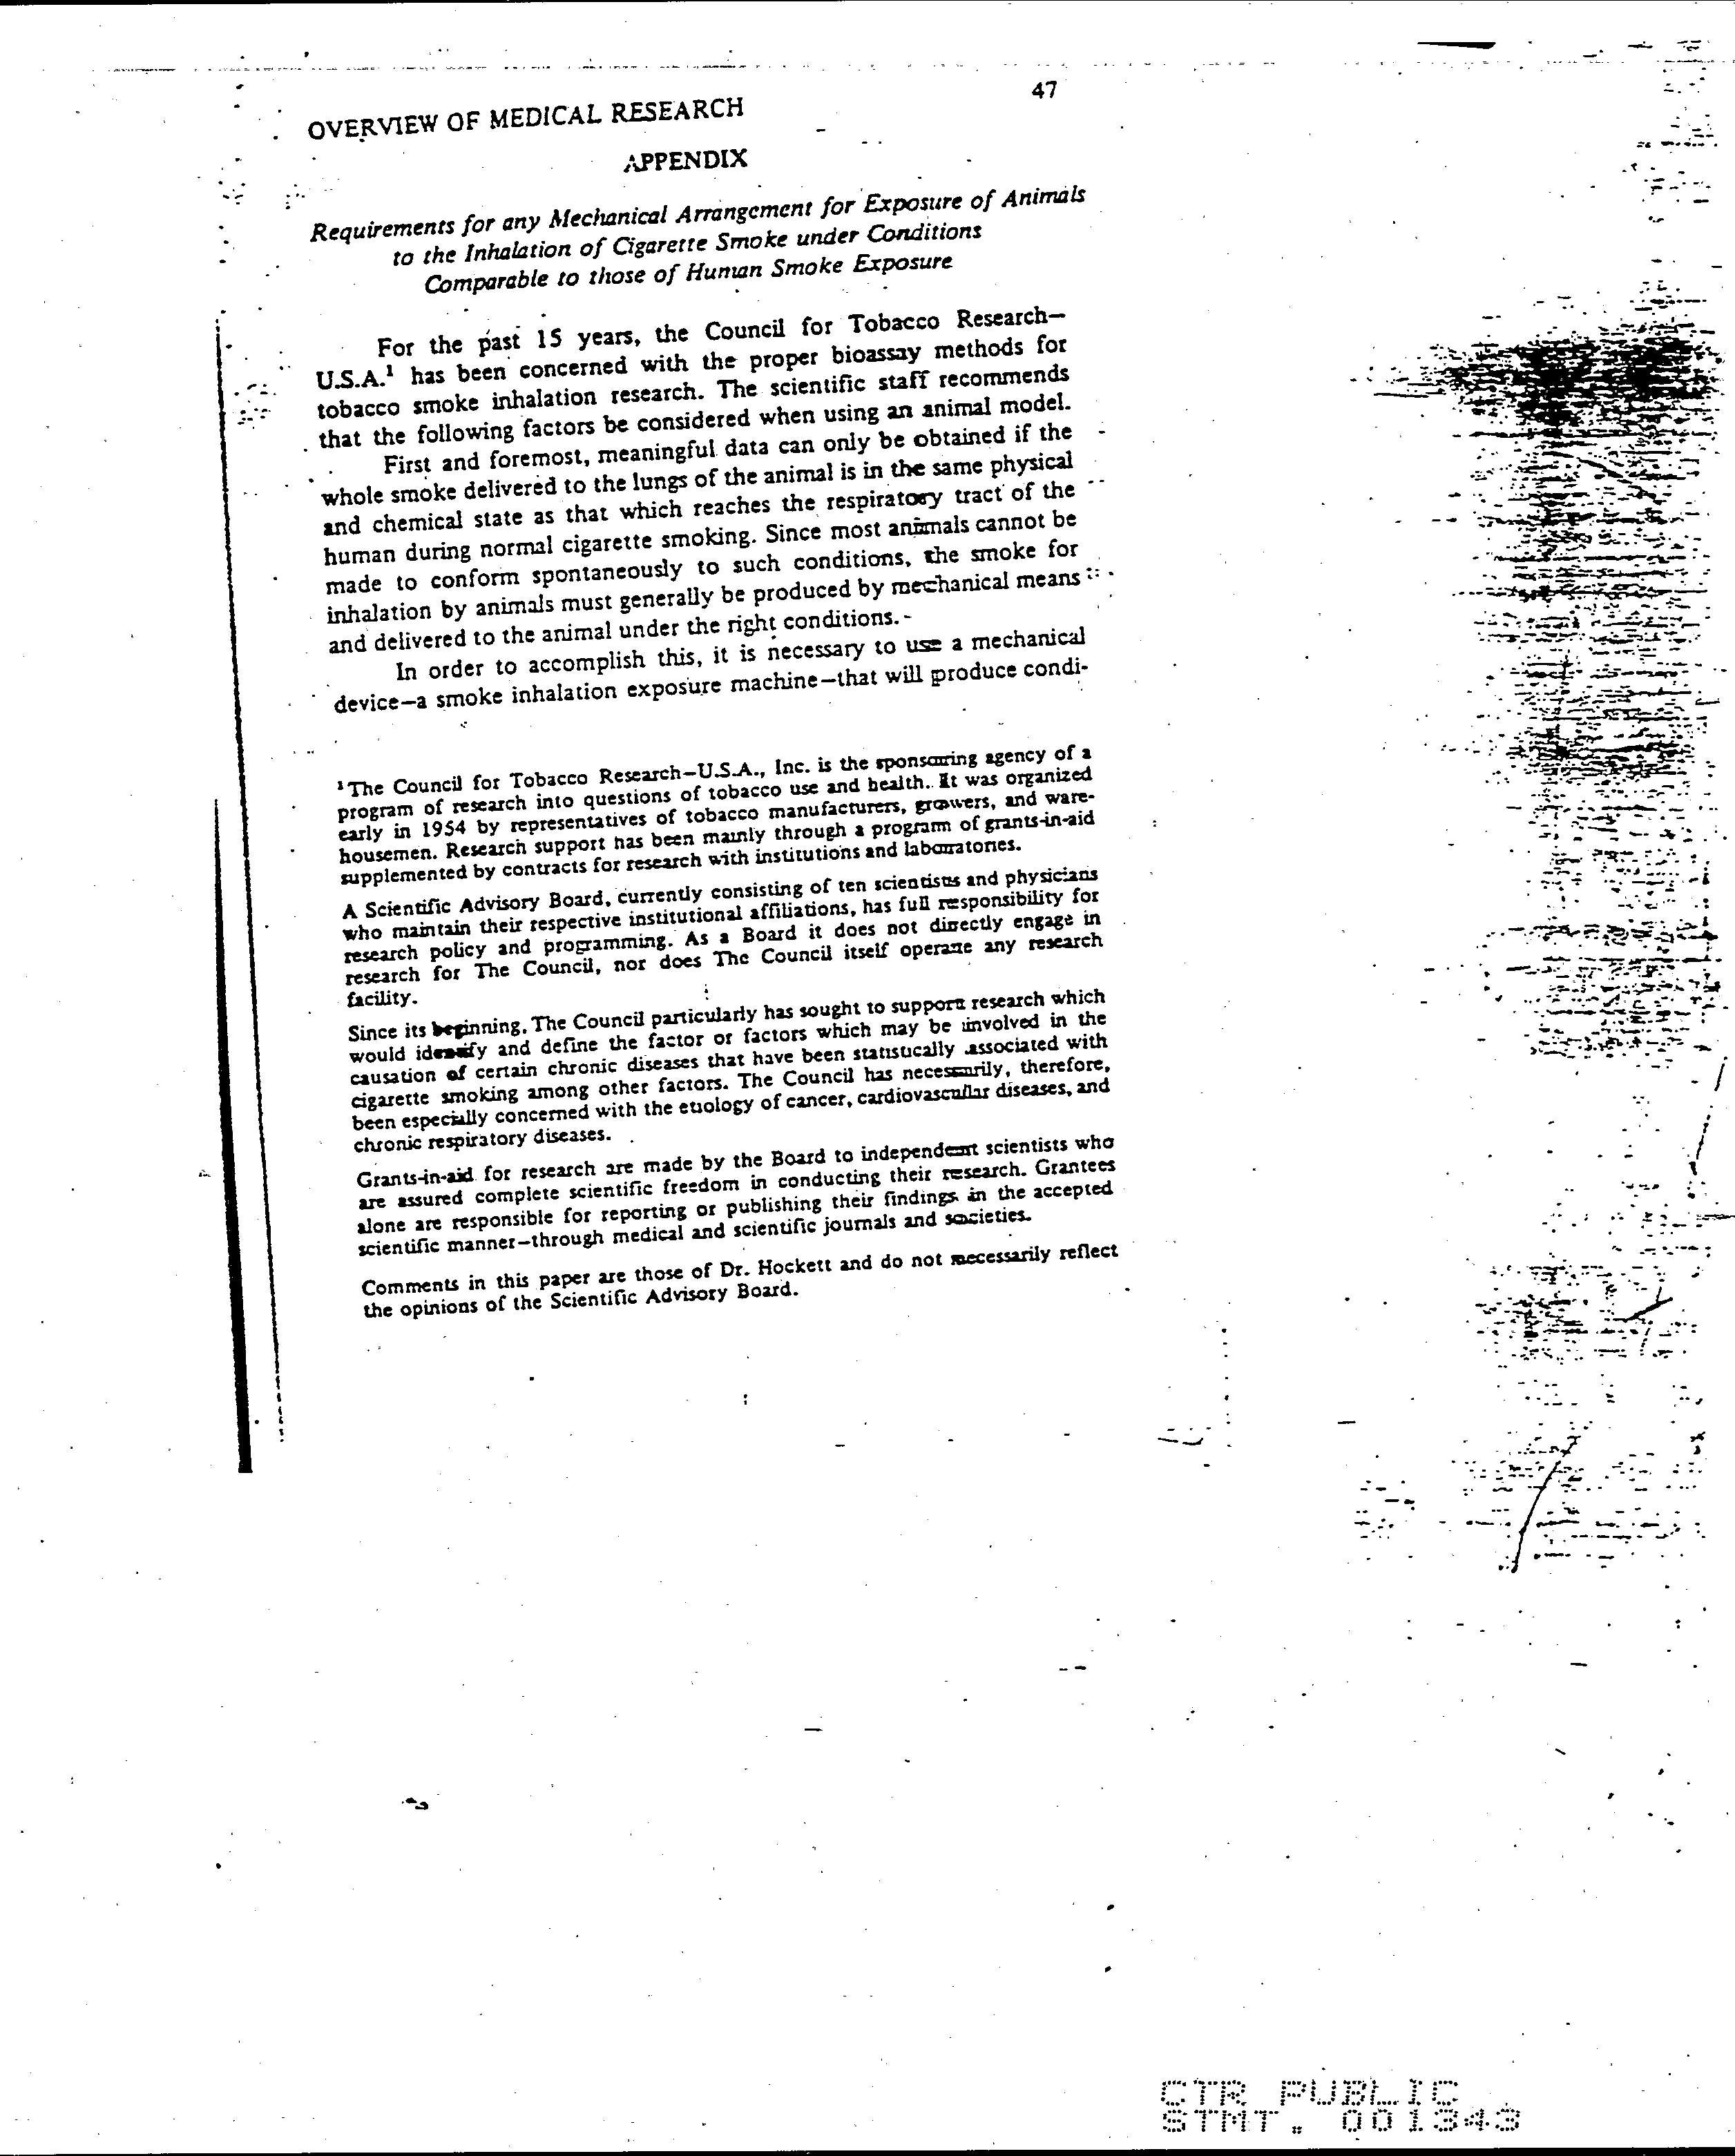 47
OVERVIEW OF MEDICAL RESEARCH
APPENDIX
Requirements for any Mechanical Arrangement for Exposure of Animals
to the Inhalation of Cigarette Smoke under Conditions
Comparable to those of Human Smoke Exposure
For the past 15 years, the Council for Tobacco Research—
U.S.A.¹ has been concerned with the proper bioassay methods for
tobacco smoke inhalation research. The scientific staff recommends
that the following factors be considered when using an animal model.
First and foremost, meaningful data can only be obtained if the
whole smoke delivered to the lungs of the animal is in the same physical
and chemical state as that which reaches the respiratory tract of the
human during normal cigarette smoking. Since most animals cannot be
made to conform spontaneously to such conditions, the smoke for
inhalation by animals must generally be produced by mechanical means
and delivered to the animal under the right conditions.
In order to accomplish this, it is necessary to use a mechanical
device—a smoke inhalation exposure machine—that will produce condi-
¹The Council for Tobacco Research—U.S.A., Inc. is the sponsoring agency of a
program of research into questions of tobacco use and health. It was organized
early in 1954 by representatives of tobacco manufacturers, growers, and ware-
housemen. Research support has been mainly through a program of grants-in-aid
supplemented by contracts for research with institutions and laboratories.
A Scientific Advisory Board, currently consisting of ten scientists and physicians
who maintain their respective institutional affiliations, has full responsibility for
research policy and programming. As a Board it does not directly engage in
research for The Council, nor does The Council itself operate any research
facility.
Since its beginning, The Council particularly has sought to support research which
would identify and define the factor or factors which may be involved in the
causation of certain chronic diseases that have been statistically associated with
cigarette smoking among other factors. The Council has necessarily, therefore,
been especially concerned with the etiology of cancer, cardiovascular diseases, and
chronic respiratory diseases.
Grants-in-aid for research are made by the Board to independent scientists who
are assured complete scientific freedom in conducting their research. Grantees
alone are responsible for reporting or publishing their findings in the accepted
scientific manner—through medical and scientific journals and societies.
Comments in this paper are those of Dr. Hockett and do not necessarily reflect
the opinions of the Scientific Advisory Board.
CTR PUBLIC
STMT. 001343